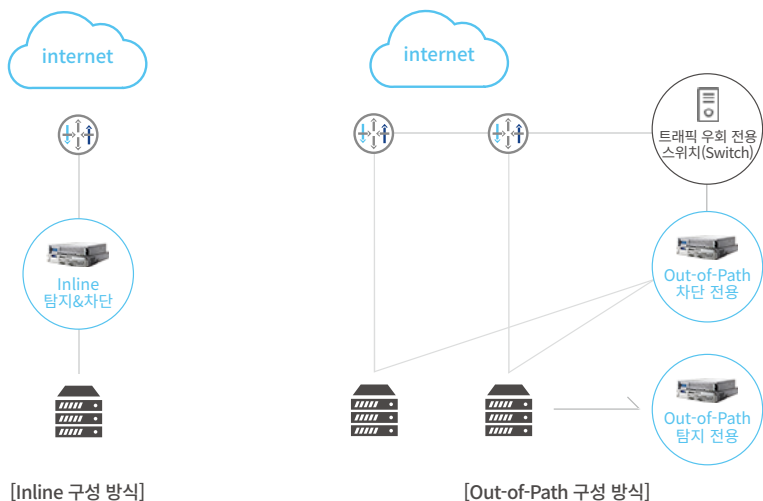 internet
Inline
탐지&차단
[Inline 구성 방식]
internet
트래픽 우회 전용
스위치(Switch)
Out-of-Path
차단 전용
Out-of-Path
탐지 전용
[Out-of-Path 구성 방식]